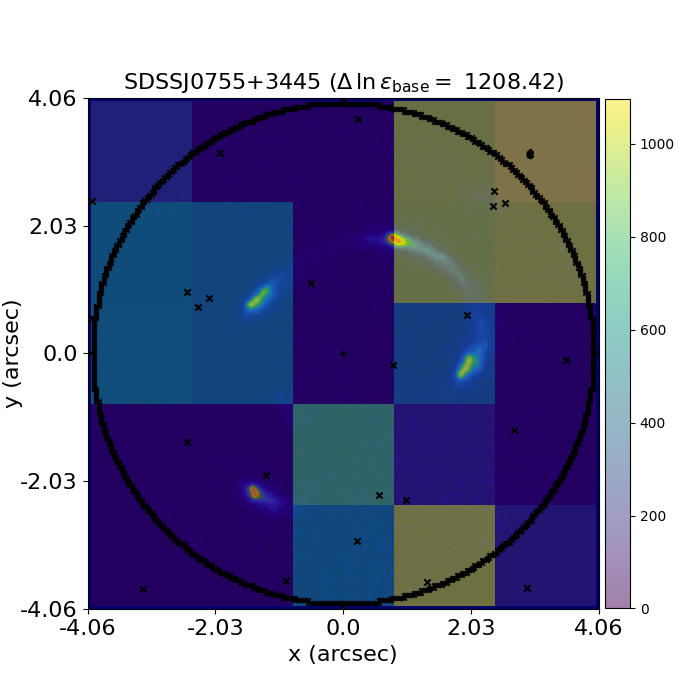 SDSSJ0755+3445 (Δ ln ε_base = 1208.42)
4.06
2.03
0.0
-2.03
-4.06
y (arcsec)
-4.06 -2.03 0.0 2.03 4.06
x (arcsec)
1000
800
600
400
200
0